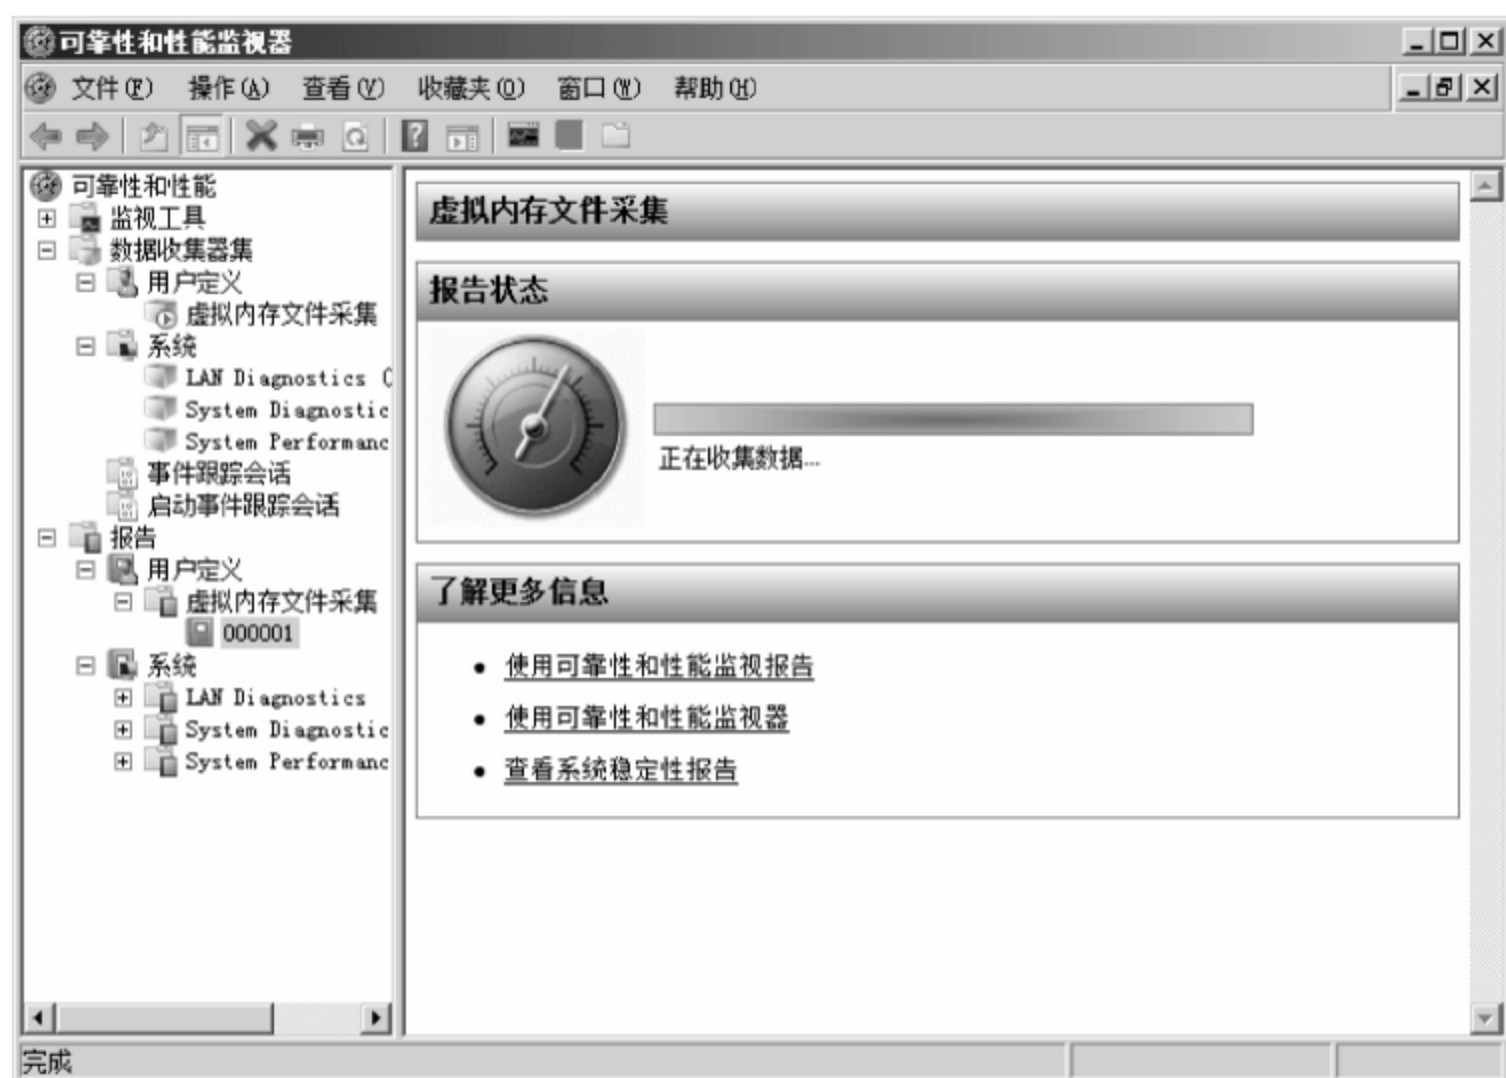 可靠性和性能监视器
文件(F) 操作(A) 查看(V) 收藏夹(O) 窗口(W) 帮助(H)
可靠性和性能
监视工具
数据收集器集
用户定义
虚拟内存文件采集
系统
LAN Diagnostics
System Diagnostic
System Performanc
事件跟踪会话
启动事件跟踪会话
报告
用户定义
虚拟内存文件采集
000001
系统
LAN Diagnostics
System Diagnostic
System Performanc
虚拟内存文件采集
报告状态
正在收集数据...
了解更多信息
• 使用可靠性和性能监视报告
• 使用可靠性和性能监视器
• 查看系统稳定性报告
完成